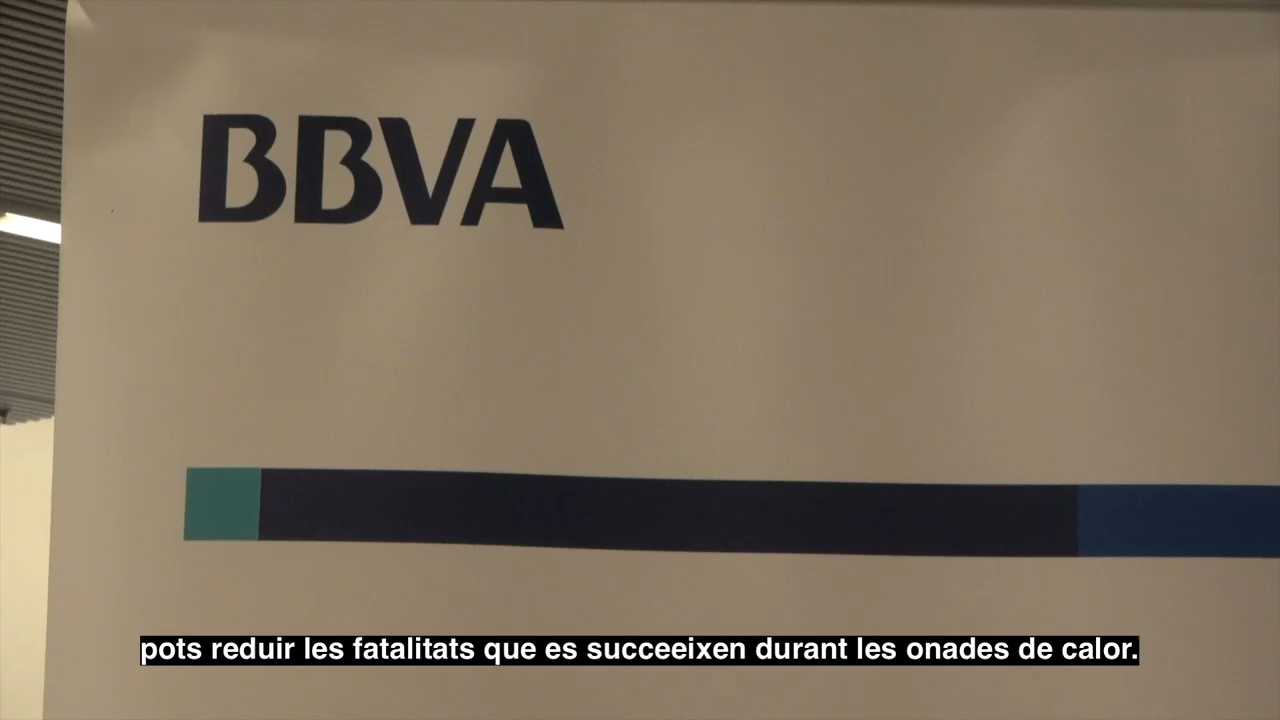 BBVA
pots reduir les fatalitats que es succeeixen durant les onades de calor.